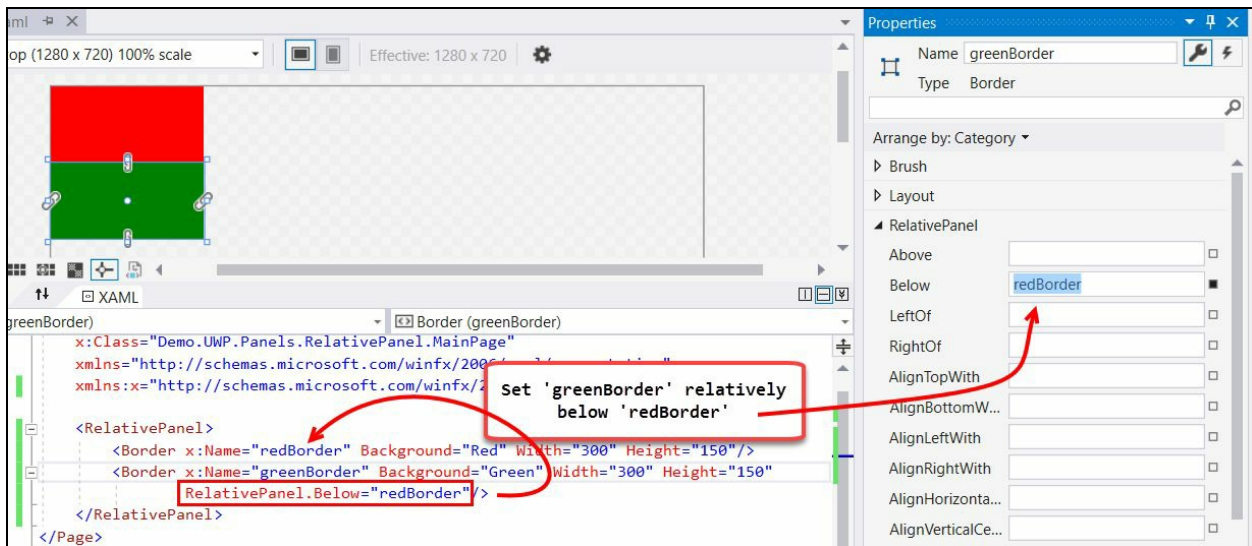 aml
op (1280 x 720) 100% scale Effective: 1280 x 720
XAML
greenBorder) Border (greenBorder)
x:Class="Demo.UWP.Panels.RelativePanel.MainPage"
xmlns="http://schemas.microsoft.com/winfx/200
xmlns:x="http://schemas.microsoft.com/winfx/2
<RelativePanel>
<Border x:Name="redBorder" Background="Red" Width="300" Height="150"/>
<Border x:Name="greenBorder" Background="Green" Width="300" Height="150"
RelativePanel.Below="redBorder"/>
</RelativePanel>
</Page>
Set 'greenBorder' relatively
below 'redBorder'
Properties
Name greenBorder
Type Border
Arrange by: Category
Brush
Layout
RelativePanel
Above
Below redBorder
LeftOf
RightOf
AlignTopWith
AlignBottomW...
AlignLeftWith
AlignRightWith
AlignHorizonta...
AlignVerticalCe...